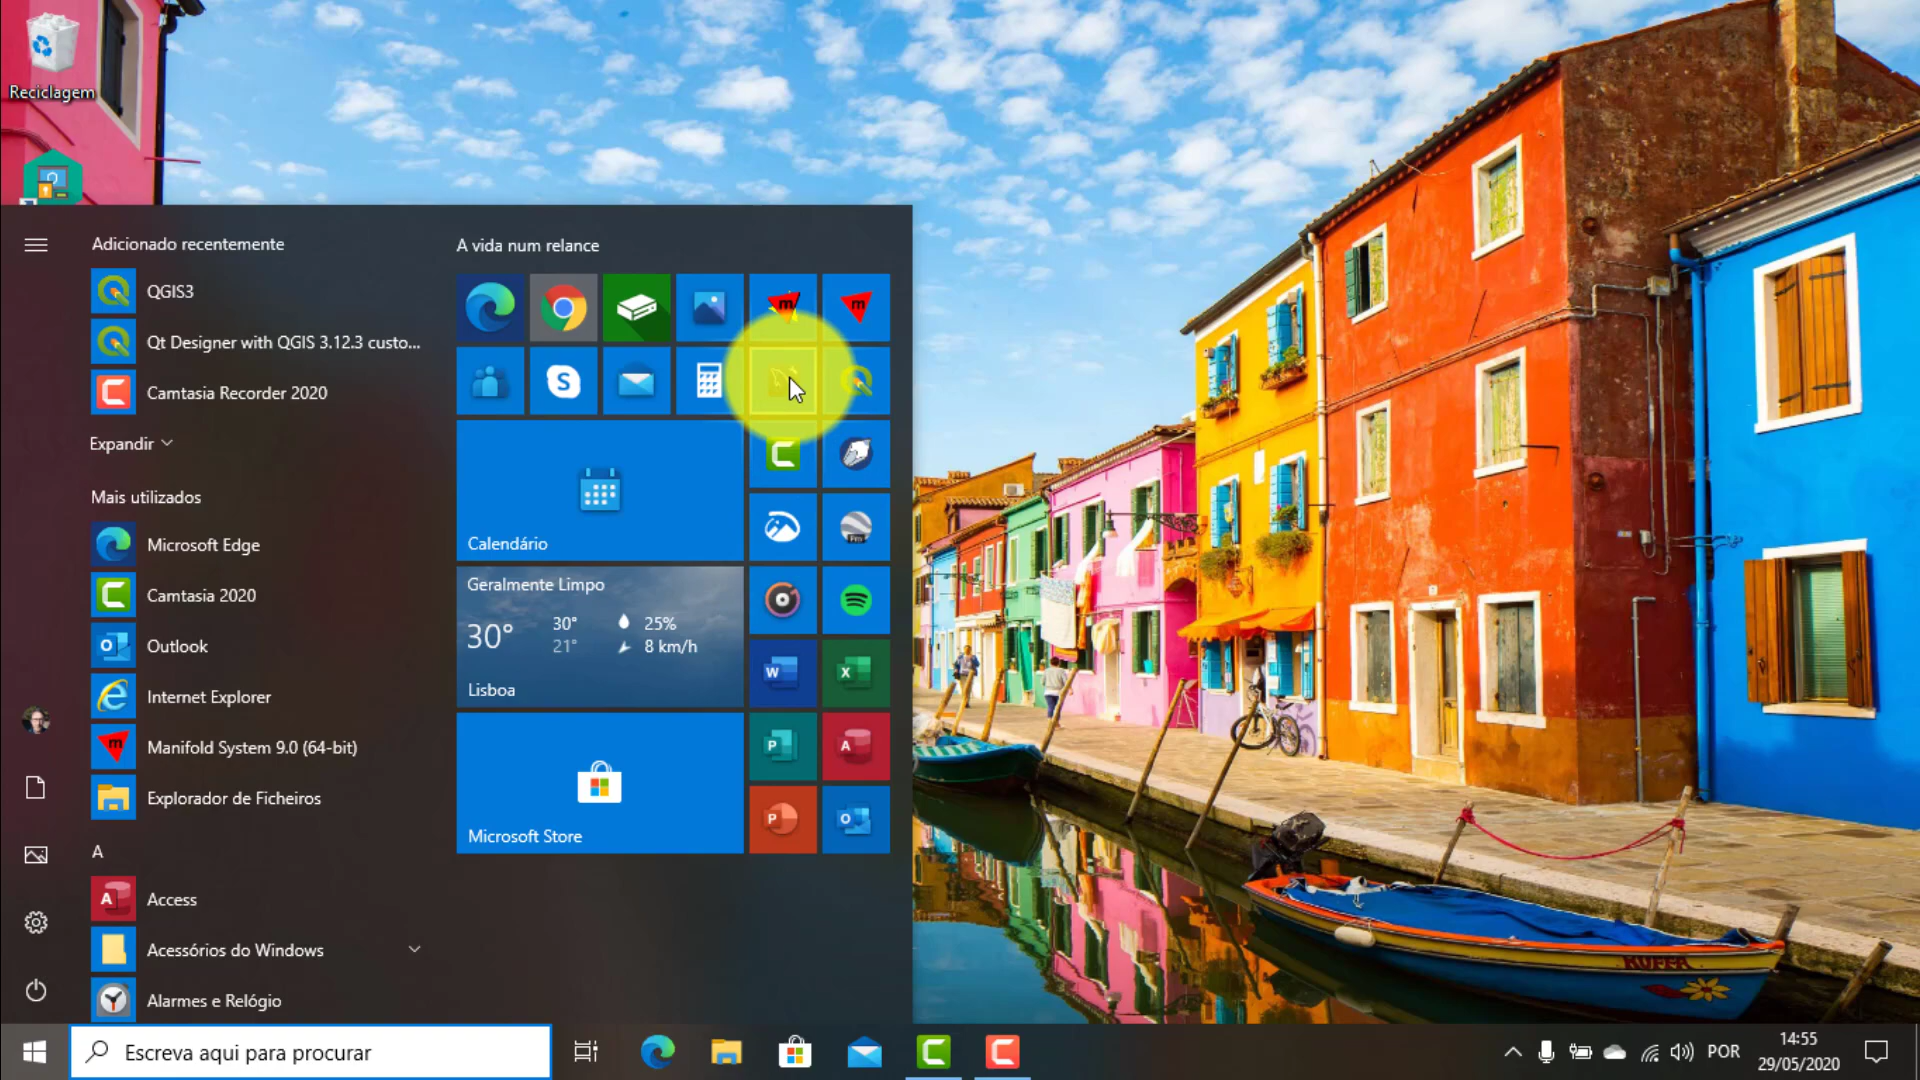 Reciclagem
Adicionado recentemente
QGIS3
Qt Designer with QGIS 3.12.3 custo...
Camtasia Recorder 2020
Expandir
Mais utilizados
Microsoft Edge
Camtasia 2020
Outlook
Internet Explorer
Manifold System 9.0 (64-bit)
Explorador de Ficheiros
A
Access
Acessórios do Windows
Alarmes e Relógio
A vida num relance
Calendário
Geralmente Limpo
30° 30° 25%
21° 8 km/h
Lisboa
Microsoft Store
Escreva aqui para procurar
POR
14:55
29/05/2020